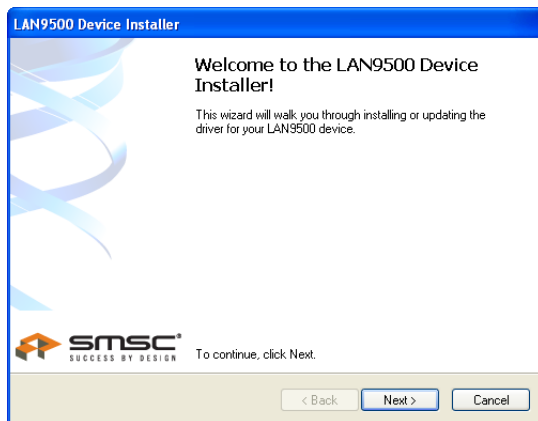 LAN9500 Device Installer
Welcome to the LAN9500 Device
Installer!
This wizard will walk you through installing or updating the
driver for your LAN9500 device.
smsc
SUCCESS BY DESIGN
To continue, click Next.
< Back
Next >
Cancel